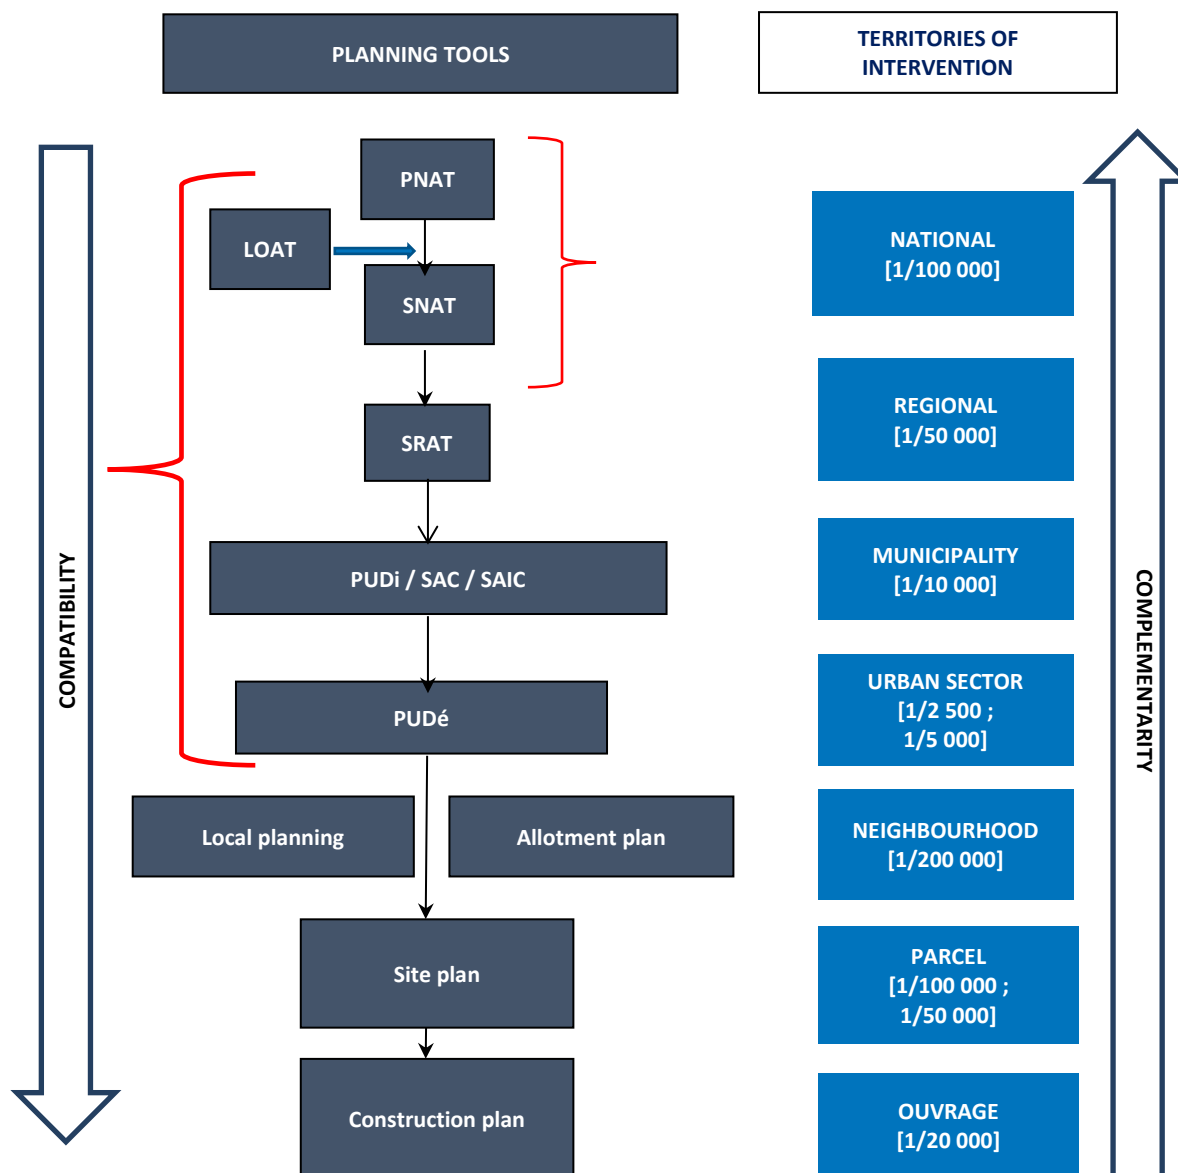 PLANNING TOOLS
TERRITORIES OF
INTERVENTION
PNAT
LOAT
SNAT
SRAT
PUDi / SAC / SAIC
PUDé
Local planning
Allotment plan
Site plan
Construction plan
COMPATIBILITY
NATIONAL
[1/100 000]
REGIONAL
[1/50 000]
MUNICIPALITY
[1/10 000]
URBAN SECTOR
[1/2 500 ;
1/5 000]
NEIGHBOURHOOD
[1/200 000]
PARCEL
[1/100 000 ;
1/50 000]
OUVRAGE
[1/20 000]
COMPLEMENTARITY